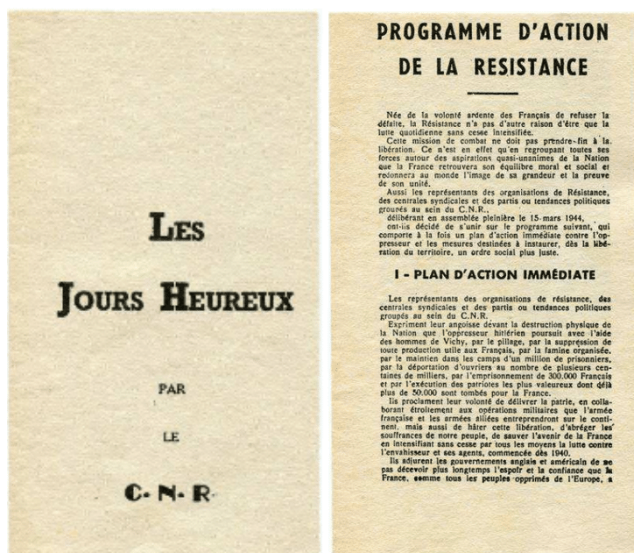 LES
JOURS HEUREUX
PAR
LE
C. N. R.
PROGRAMME D'ACTION
DE LA RESISTANCE
Née de la volonté ardente des Français de refuser la
défaite, la Résistance n'a pas d'autre raison d'être que la
lutte quotidienne sans cesse intensifiée.
Cette mission de combat ne doit pas prendre-fin à la
libération. Ce n'est en effet qu'en regroupant toutes ses
forces autour des aspirations quasi-unanimes de la Nation
que la France retrouvera son équilibre moral et social et
redonnera au monde l'image de sa grandeur et la preuve
de son unité.
Aussi les représentants des organisations de Résistance,
des centrales syndicales et des partis ou tendances politiques
groupés au sein du C.N.R.,
délibérant en assemblée plenière le 15 mars 1944,
ont-ils décidé de s'unir sur le programme suivant, qui
comporte à la fois un plan d'action immédiate contre l'op-
presseur et les mesures destinées à instaurer, dès la libé-
ration du territoire, un ordre social plus juste.
I - PLAN D'ACTION IMMÉDIATE
Les représentants des organisations de résistance, des
centrales syndicales et des partis ou tendances politiques
groupés au sein du C.N.R.
Expriment leur angoisse devant la destruction physique de
la Nation que l'oppresseur hitlérien poursuit avec l'aide
des hommes de Vichy, par le pillage, par la suppression de
toute production utile aux Français, par la famine organisée,
par le maintien dans les camps d'un million de prisonniers,
par la déportation d'ouvriers au nombre de plusieurs cen-
taines de milliers, par l'emprisonnement de 300.000 Français
et par l'exécution des patriotes les plus valeureux dont déjà
plus de 50.000 sont tombés pour la France.
Ils proclament leur volonté de délivrer la patrie, en colla-
borant étroitement aux opérations militaires que l'armée
française et les armées alliées entreprendront sur le conti-
nent, mais aussi de hâter cette libération, d'abréger les
souffrances de notre peuple, de sauver l'avenir de la France
en intensifiant sans cesse par tous les moyens la lutte contre
l'envahisseur et ses agents, commencée dès 1940.
Ils adjurent les gouvernements anglais et américain de ne
pas décevoir plus longtemps l'espoir et la confiance que la
France, comme tous les peuples opprimés de l'Europe, a